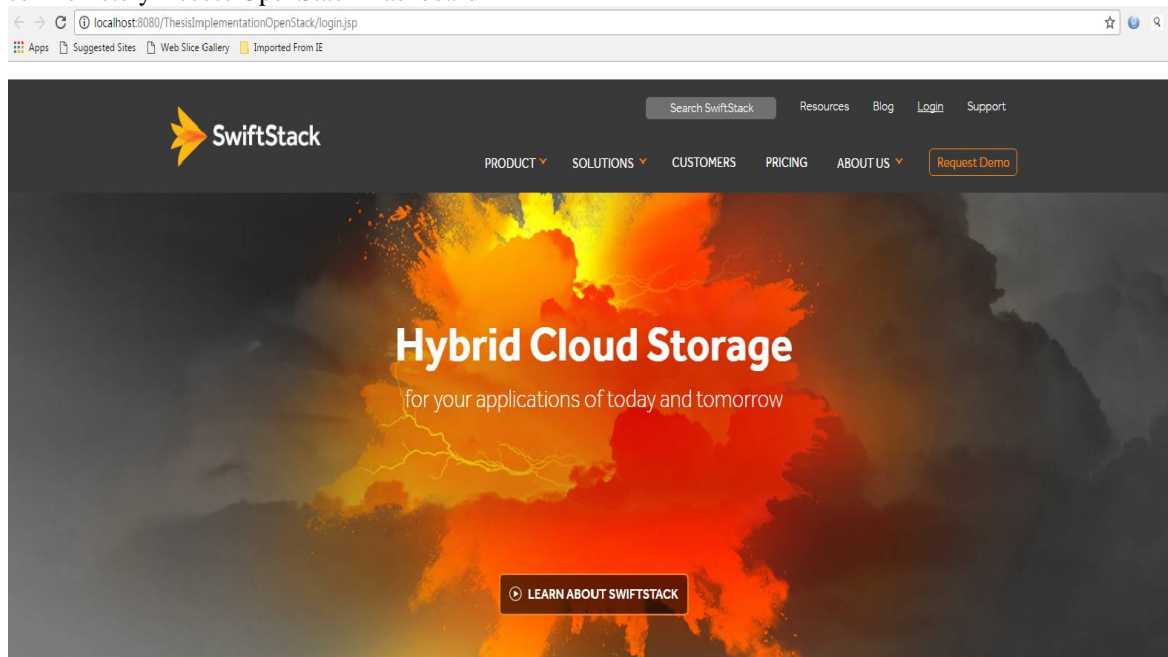 localhost:8080/ThesisImplementationOpenStack/login.jsp
Apps Suggested Sites Web Slice Gallery Imported From IE
Search SwiftStack Resources Blog Login Support
SwiftStack
PRODUCT SOLUTIONS CUSTOMERS PRICING ABOUT US Request Demo
Hybrid Cloud Storage
for your applications of today and tomorrow
LEARN ABOUT SWIFTSTACK